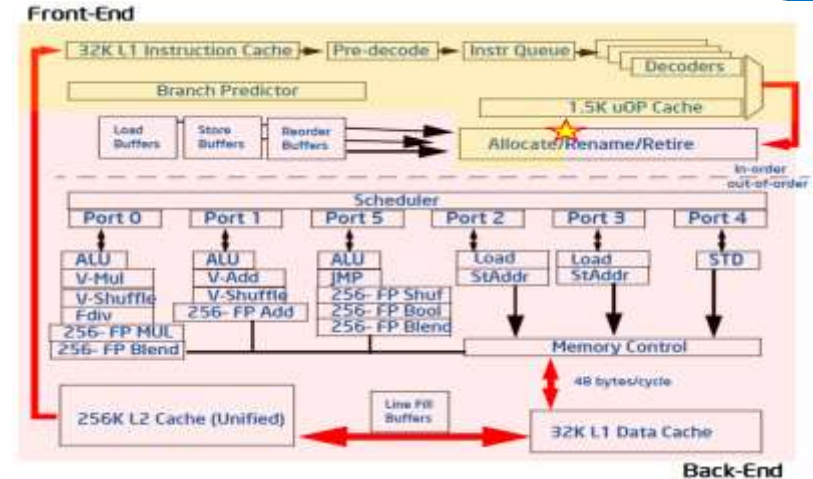 Front-End
32K L1 Instruction Cache
Pre-decode
Instr Queue
Decoders
Branch Predictor
1.5K uOP Cache
Load
Buffers
Store
Buffers
Reorder
Buffers
Allocate/Rename/Retire
In-order
out-of-order
Scheduler
Port 0
Port 1
Port 5
Port 2
Port 3
Port 4
ALU
V-Mul
V-Shuffle
Fdiv
256- FP MUL
256- FP Blend
ALU
V-Add
V-Shuffle
256- FP Add
ALU
JMP
256- FP Shuf
256- FP Bool
256- FP Blend
Load
StAddr
Load
StAddr
STD
Memory Control
48 bytes/cycle
256K L2 Cache (Unified)
Line Fill
Buffers
32K L1 Data Cache
Back-End